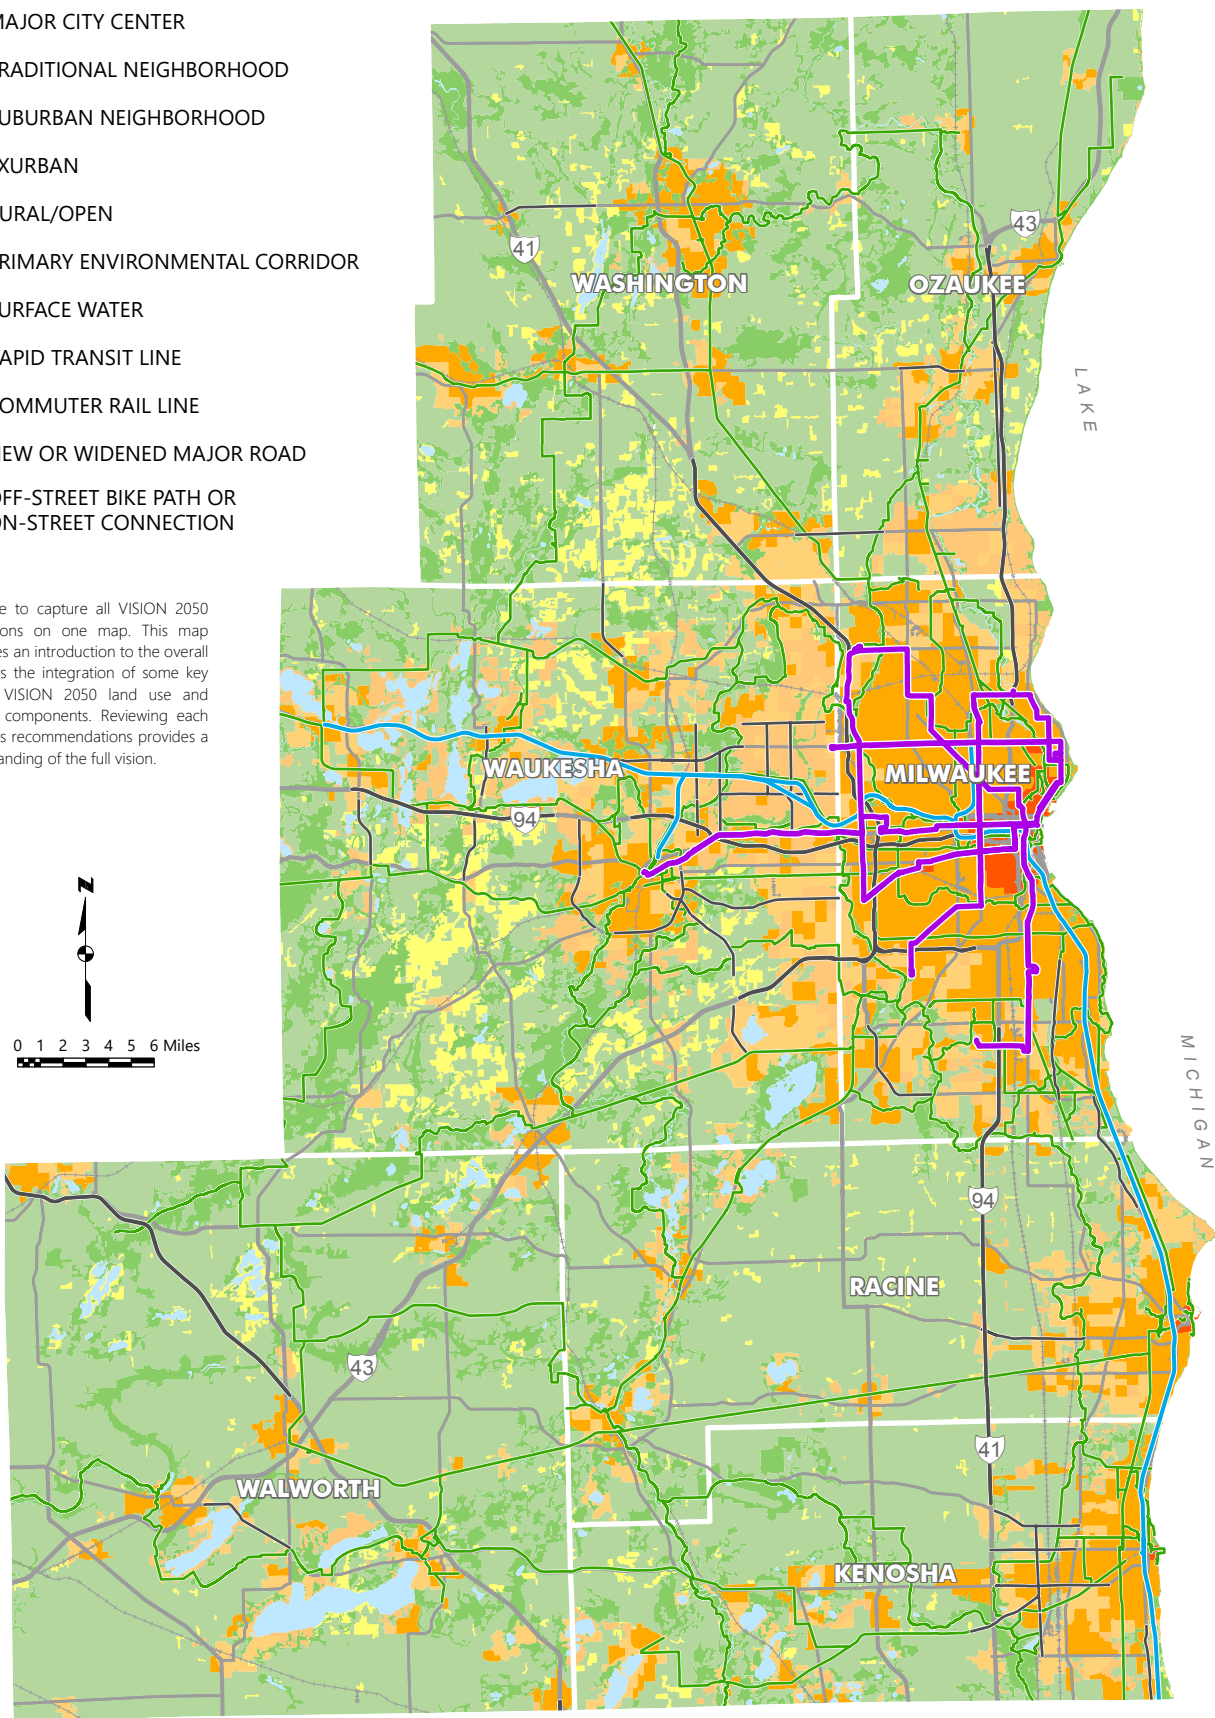 MAJOR CITY CENTER
RADITIONAL NEIGHBORHOOD
UBURBAN NEIGHBORHOOD
XURBAN
URAL/OPEN
RIMARY ENVIRONMENTAL CORRIDOR
URFACE WATER
APID TRANSIT LINE
OMMUTER RAIL LINE
NEW OR WIDENED MAJOR ROAD
OFF-STREET BIKE PATH OR
ON-STREET CONNECTION
e to capture all VISION 2050
ons on one map. This map
es an introduction to the overall
s the integration of some key
VISION 2050 land use and
components. Reviewing each
s recommendations provides a
anding of the full vision.
N
0 1 2 3 4 5 6 Miles
41
43
WASHINGTON
OZAUKEE
LAKE
WAUKESHA
MILWAUKEE
94
MICHIGAN
94
RACINE
43
41
WALWORTH
KENOSHA